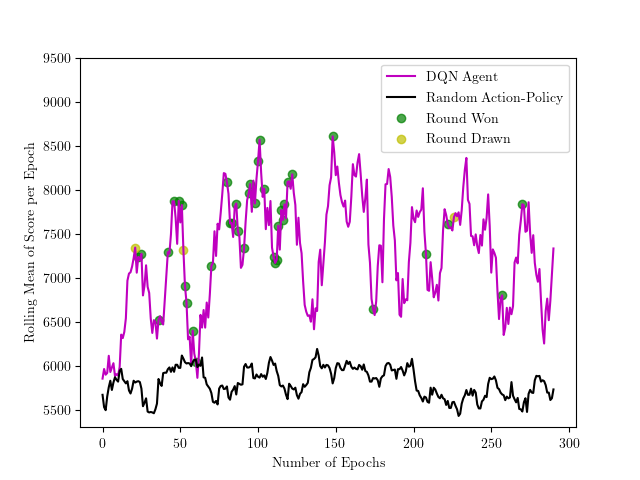 9500
9000
8500
8000
7500
7000
6500
6000
5500
Rolling Mean of Score per Epoch
DQN Agent
Random Action-Policy
Round Won
Round Drawn
0
50
100
150
200
250
300
Number of Epochs